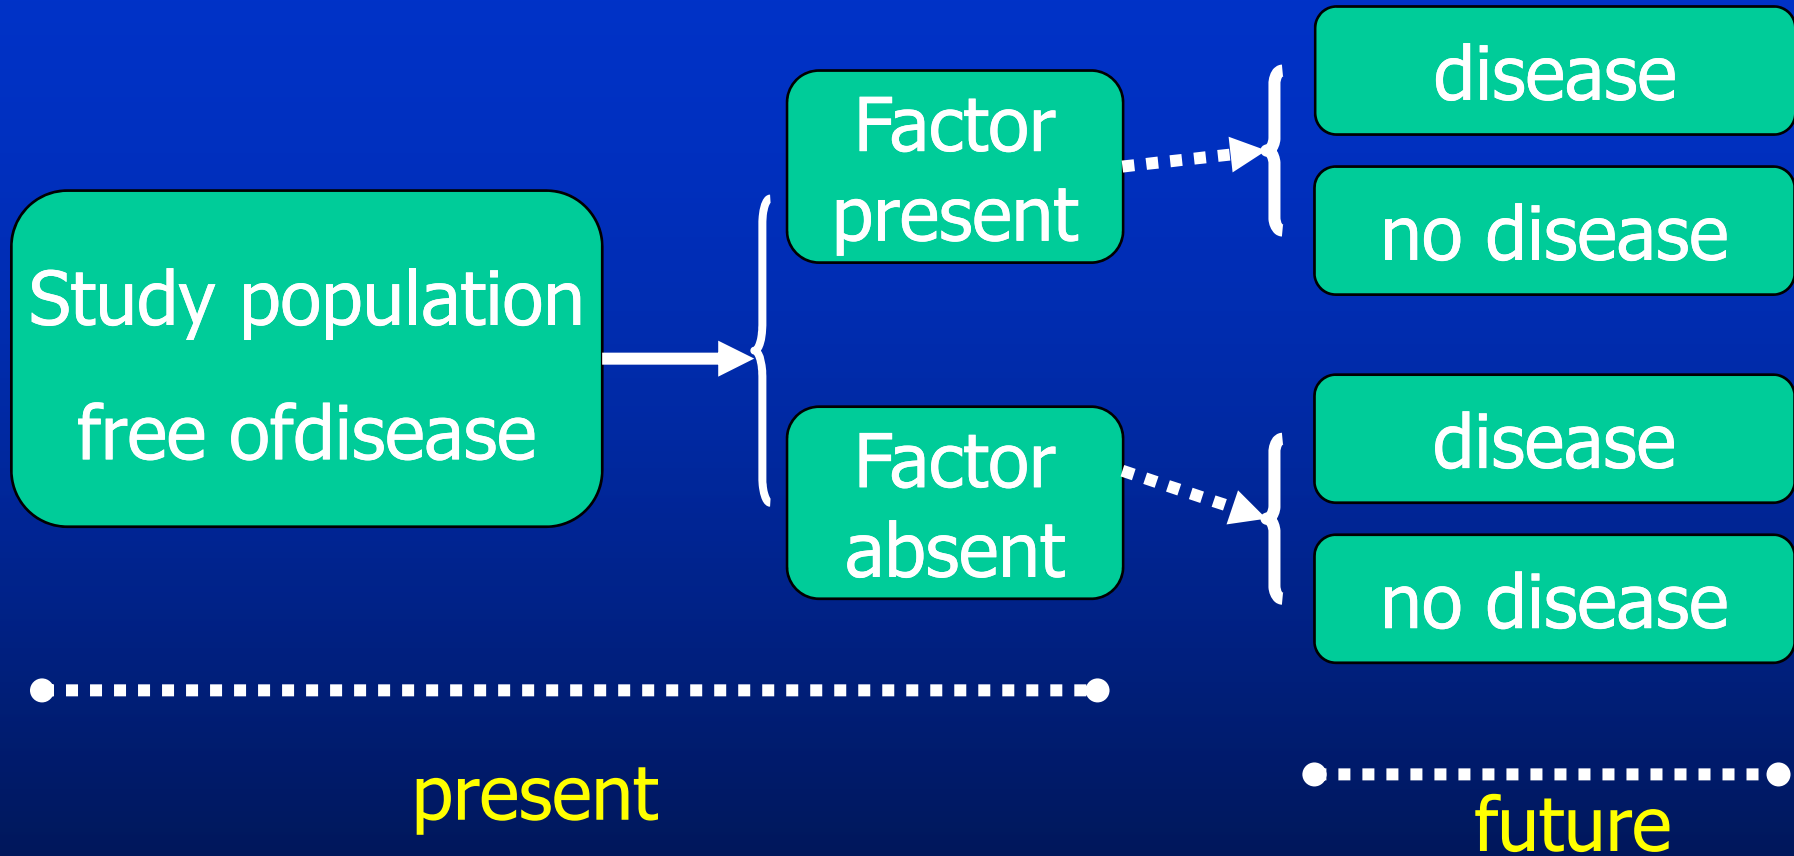 Study population
free ofdisease
Factor
present
Factor
absent
disease
no disease
disease
no disease
present
future